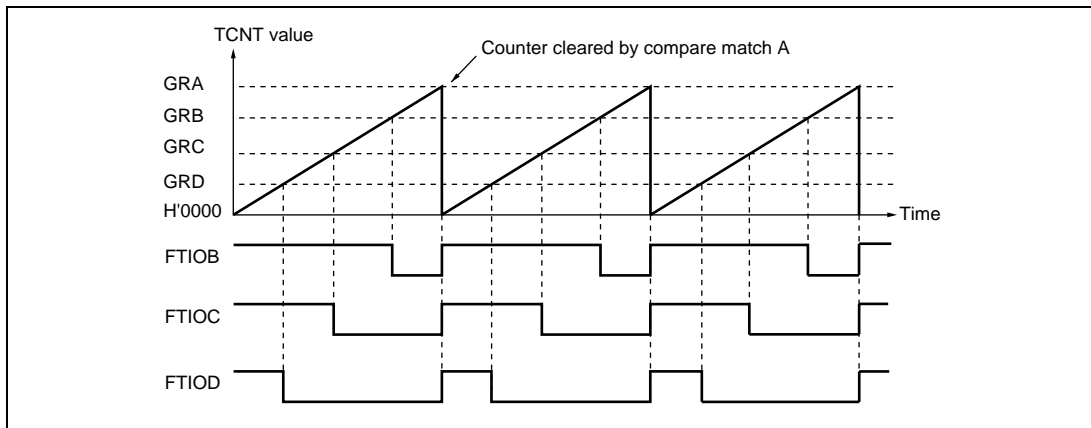 TCNT value
Counter cleared by compare match A
GRA
GRB
GRC
GRD
H'0000
Time
FTIOB
FTIOC
FTIOD